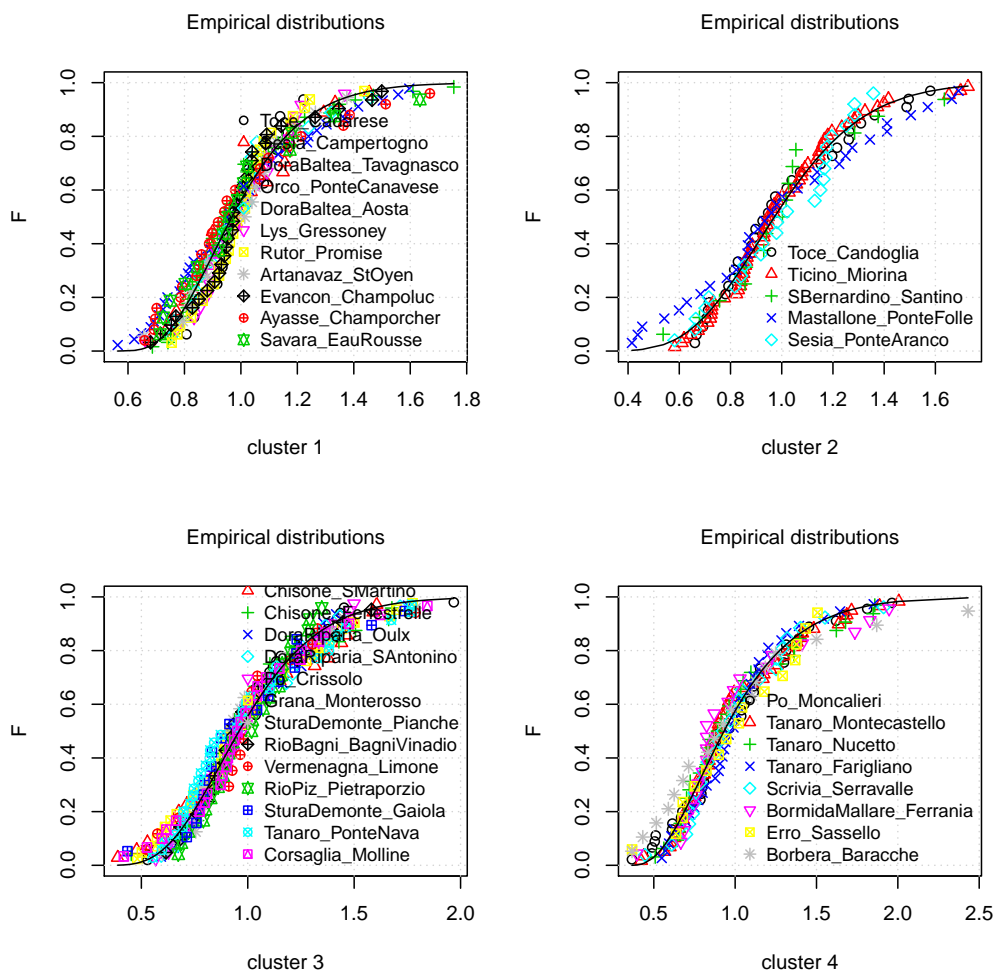 Empirical distributions
F
0.0 0.2 0.4 0.6 0.8 1.0
Toce_Cadarese
Sesia_Campertogno
DoraBaltea_Tavagnasco
Orco_PonteCanavese
DoraBaltea_Aosta
Lys_Gressoney
Rutor_Promise
Artanavaz_StOyen
Evancon_Champoluc
Ayasse_Champorcher
Savara_EauRousse
0.6 0.8 1.0 1.2 1.4 1.6 1.8
cluster 1
Empirical distributions
F
0.0 0.2 0.4 0.6 0.8 1.0
Toce_Candoglia
Ticino_Miorina
SBernardino_Santino
Mastallone_PonteFolle
Sesia_PonteAranco
0.4 0.6 0.8 1.0 1.2 1.4 1.6
cluster 2
Empirical distributions
F
0.0 0.2 0.4 0.6 0.8 1.0
Chisone_SMartino
Chisone_Fenestrelle
DoraRiparia_Oulx
DoraRiparia_SAntonino
Po_Crissolo
Grana_Monterosso
SturaDemonte_Pianche
RioBagni_BagniVinadio
Vermenagna_Limone
RioPiz_Pietraporzio
SturaDemonte_Gaiola
Tanaro_PonteNava
Corsaglia_Molline
0.5 1.0 1.5 2.0
cluster 3
Empirical distributions
F
0.0 0.2 0.4 0.6 0.8 1.0
Po_Moncalieri
Tanaro_Montecastello
Tanaro_Nucetto
Tanaro_Farigliano
Scrivia_Serravalle
BormidaMallare_Ferrania
Erro_Sassello
Borbera_Baracche
0.5 1.0 1.5 2.0 2.5
cluster 4